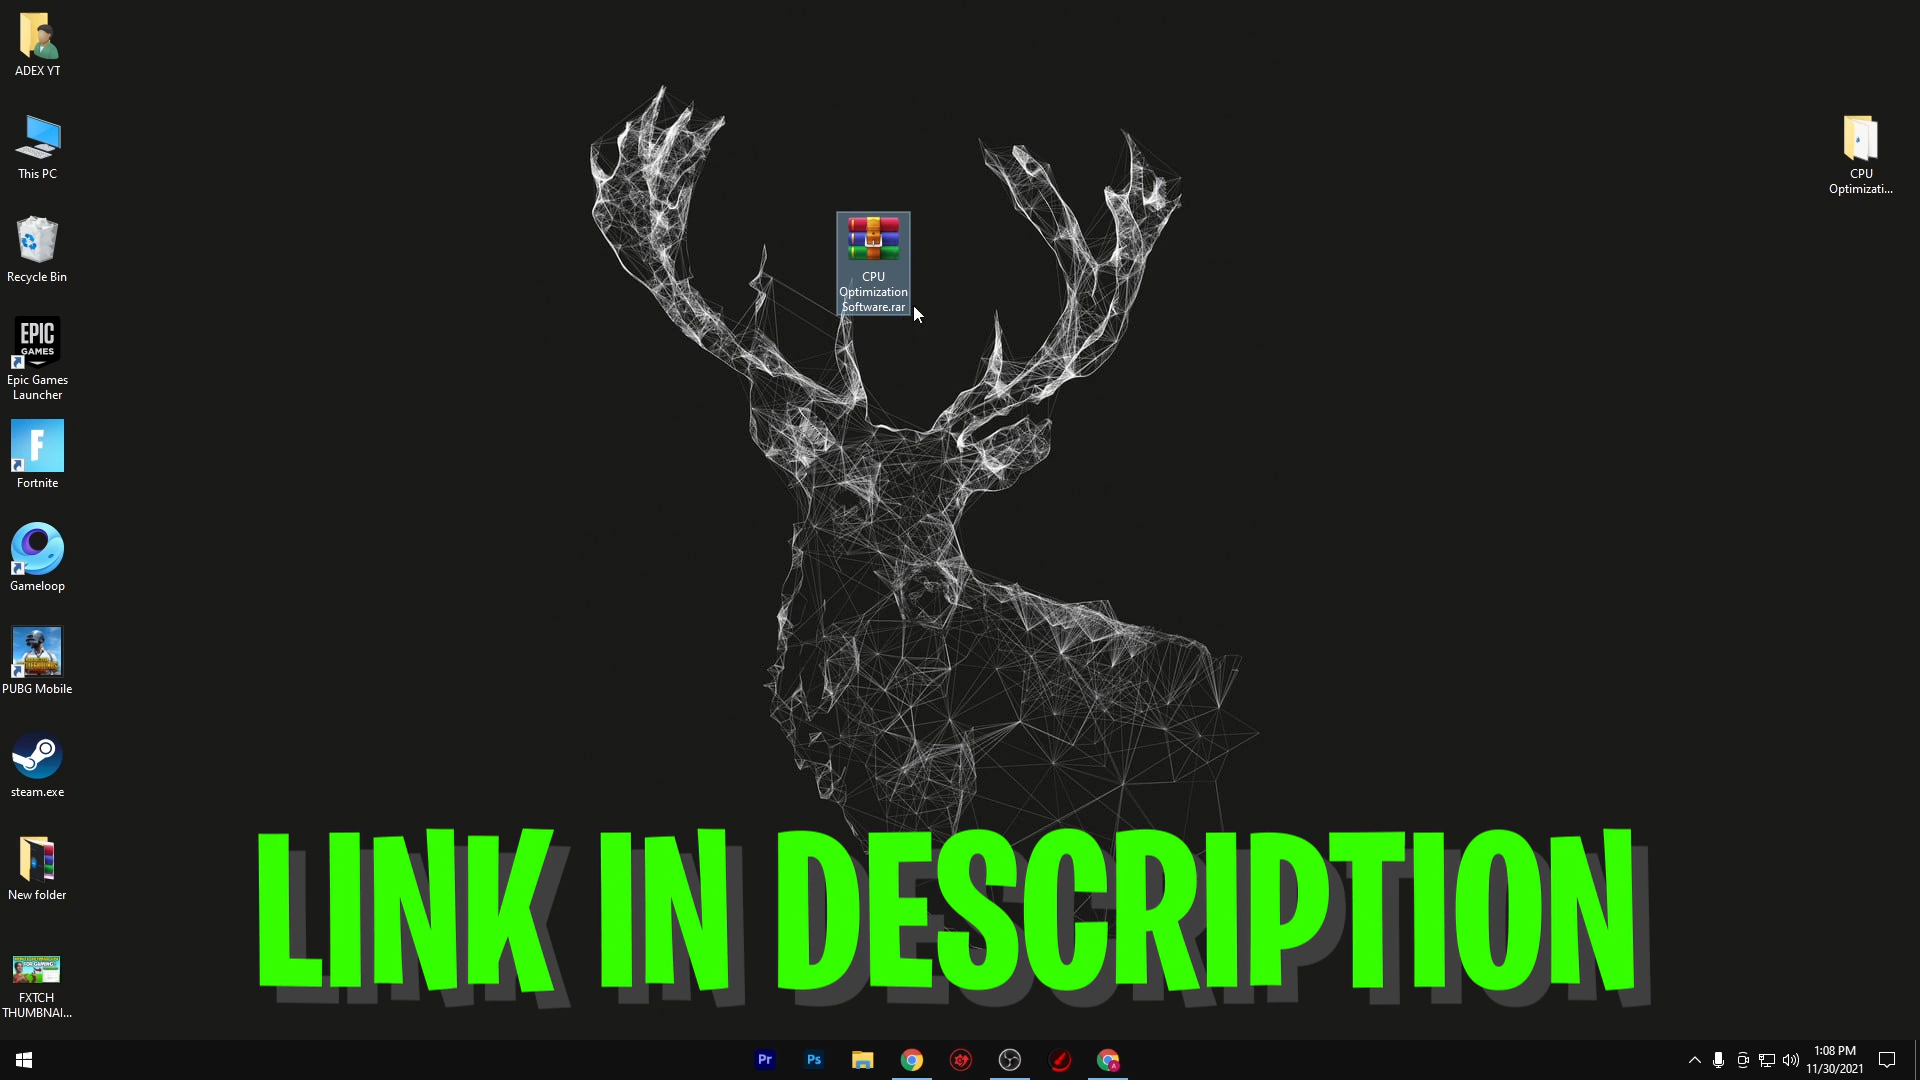 ADEX YT
This PC
Recycle Bin
EPIC
GAMES
Epic Games
Launcher
F
Fortnite
Gameloop
PUBG Mobile
steam.exe
New folder
FXTCH
THUMBNAI...
CPU
Optimization
Software.rar
CPU
Optimizati...
LINK IN DESCRIPTION
Pr
Ps
1:08 PM
11/30/2021